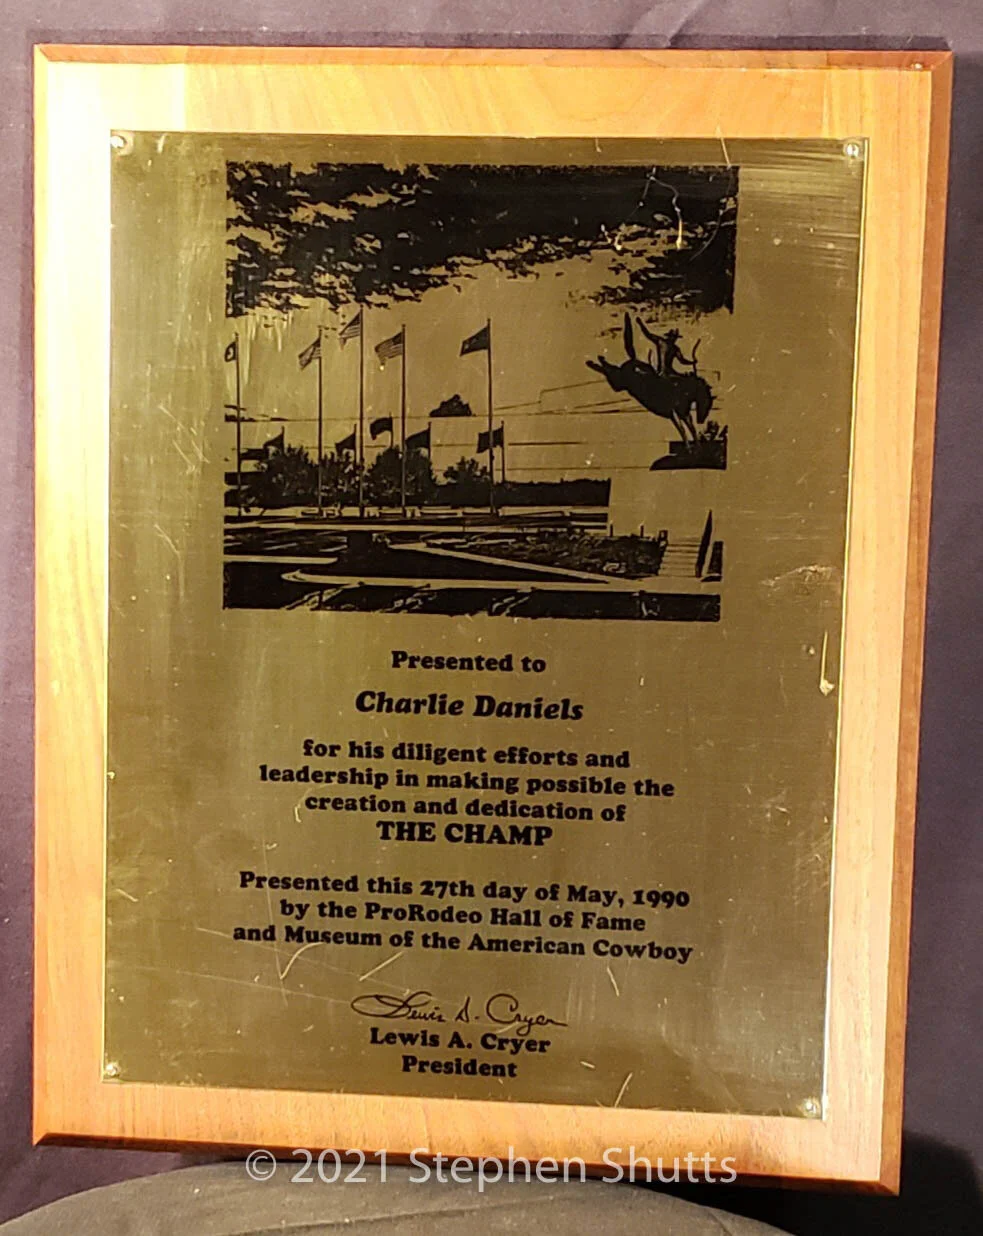 Presented to
Charlie Daniels
for his diligent efforts and
leadership in making possible the
creation and dedication of
THE CHAMP
Presented this 27th day of May, 1990
by the ProRodeo Hall of Fame
and Museum of the American Cowboy
Lewis A. Cryer
Lewis A. Cryer
President
© 2021 Stephen Shutts